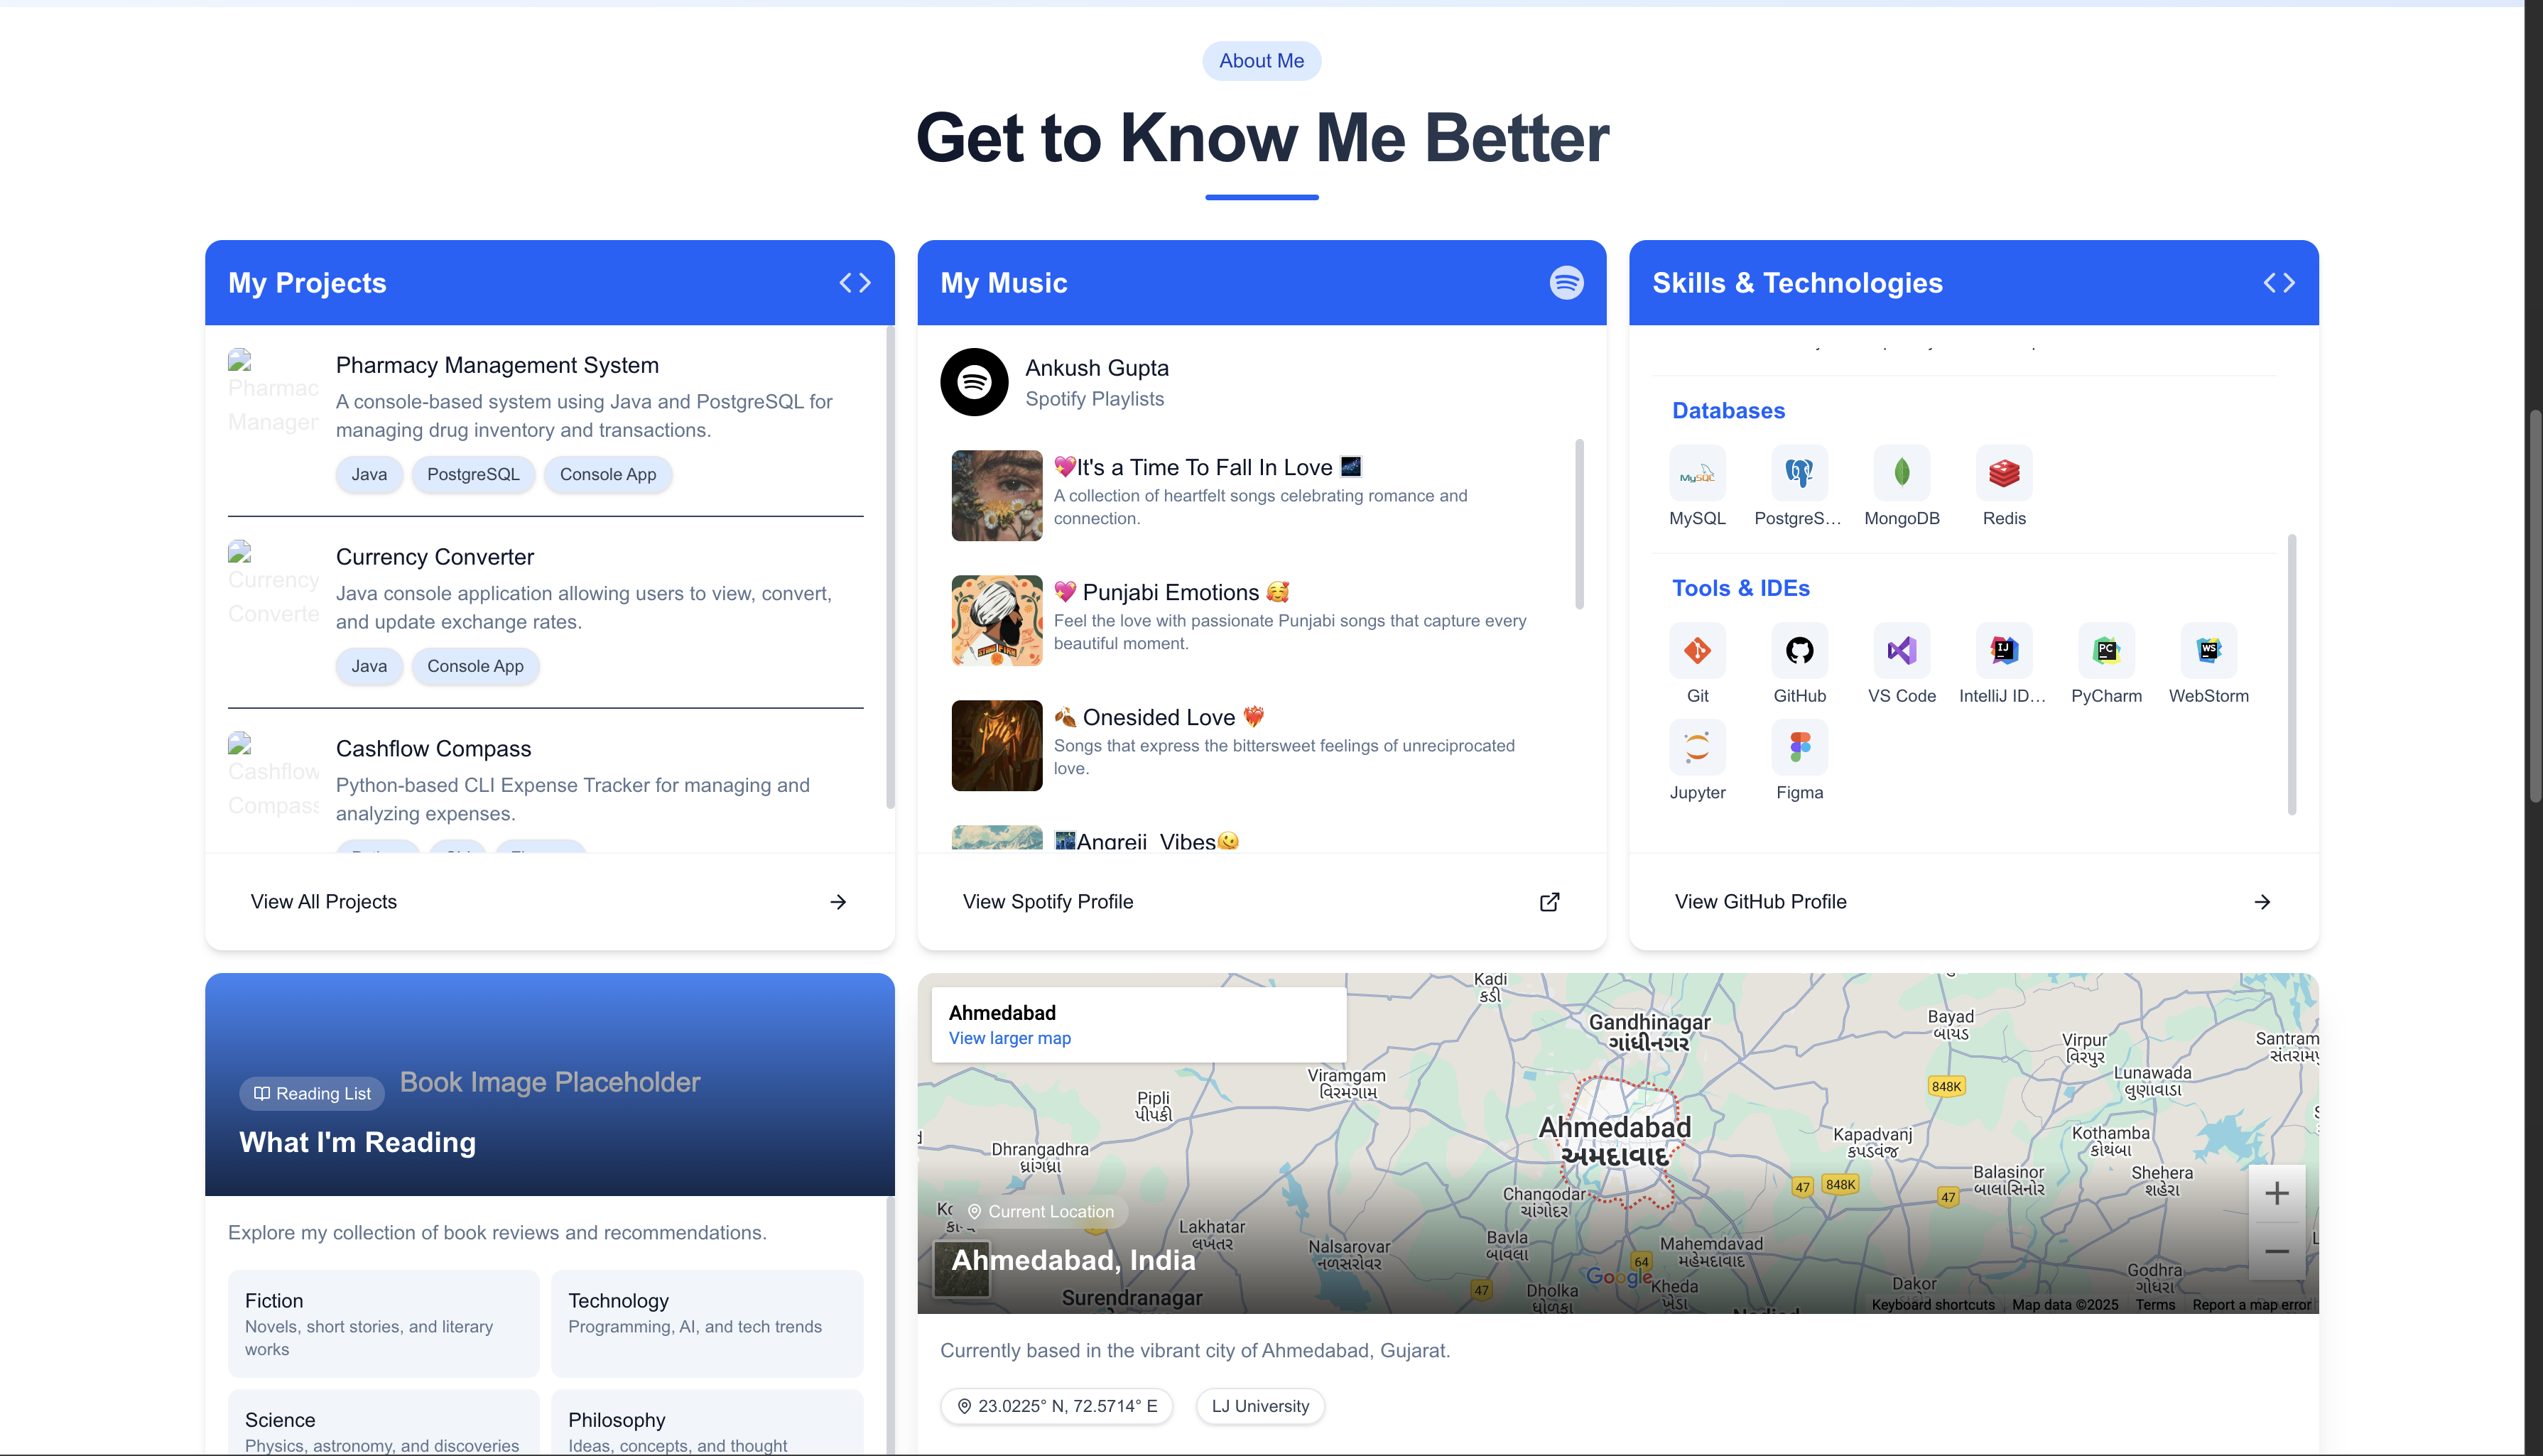 About Me
Get to Know Me Better
My Projects
Pharmac
Manager
Pharmacy Management System
A console-based system using Java and PostgreSQL for
managing drug inventory and transactions.
Java
PostgreSQL
Console App
Currency
Converte
Currency Converter
Java console application allowing users to view, convert,
and update exchange rates.
Java
Console App
Cashflow
Compass
Cashflow Compass
Python-based CLI Expense Tracker for managing and
analyzing expenses.
View All Projects
My Music
Ankush Gupta
Spotify Playlists
💖It's a Time To Fall In Love 🌌
A collection of heartfelt songs celebrating romance and
connection.
💖 Punjabi Emotions 🥰
Feel the love with passionate Punjabi songs that capture every
beautiful moment.
🍂 Onesided Love ❤️‍🔥
Songs that express the bittersweet feelings of unreciprocated
love.
Angreji_Vibes
View Spotify Profile
Skills & Technologies
Databases
MySQL
MySQL
PostgreS...
MongoDB
Redis
Tools & IDEs
IJ
PC
WS
Git
GitHub
VS Code
IntelliJ ID...
PyCharm
WebStorm
Jupyter
Figma
View GitHub Profile
Book Image Placeholder
Reading List
What I'm Reading
Explore my collection of book reviews and recommendations.
Fiction
Novels, short stories, and literary
works
Technology
Programming, AI, and tech trends
Science
Physics, astronomy, and discoveries
Philosophy
Ideas, concepts, and thought
Ahmedabad
View larger map
Kadi
કડી
Gandhinagar
ગાંધીનગર
Bayad
બાયડ
Virpur
વિરપુર
Santram
સંતરામપુ
Viramgam
વિરમગામ
Lunawada
લુણાવાડા
848K
Pipli
પીપળી
Ahmedabad
અમદાવાદ
Kapadvanj
કપડવંજ
Kothamba
કોથંબા
Dhrangadhra
ધ્રાંગધ્રા
Balasinor
બાલાસિનોર
Shehera
શહેરા
47
848K
47
Changodar
ચાંગોદર
Current Location
Lakhatar
લખતર
Nalsarovar
નળસરોવર
Bavla
બાવલા
Mahemdavad
મહેમદાવાદ
Ahmedabad, India
64
Google
Kheda
ખેડા
Dakor
Godhra
ગોધરા
Surendranagar
47
Dholka
ધોળકા
Keyboard shortcuts
Map data ©2025
Terms
Report a map error
Currently based in the vibrant city of Ahmedabad, Gujarat.
23.0225° N, 72.5714° E
LJ University